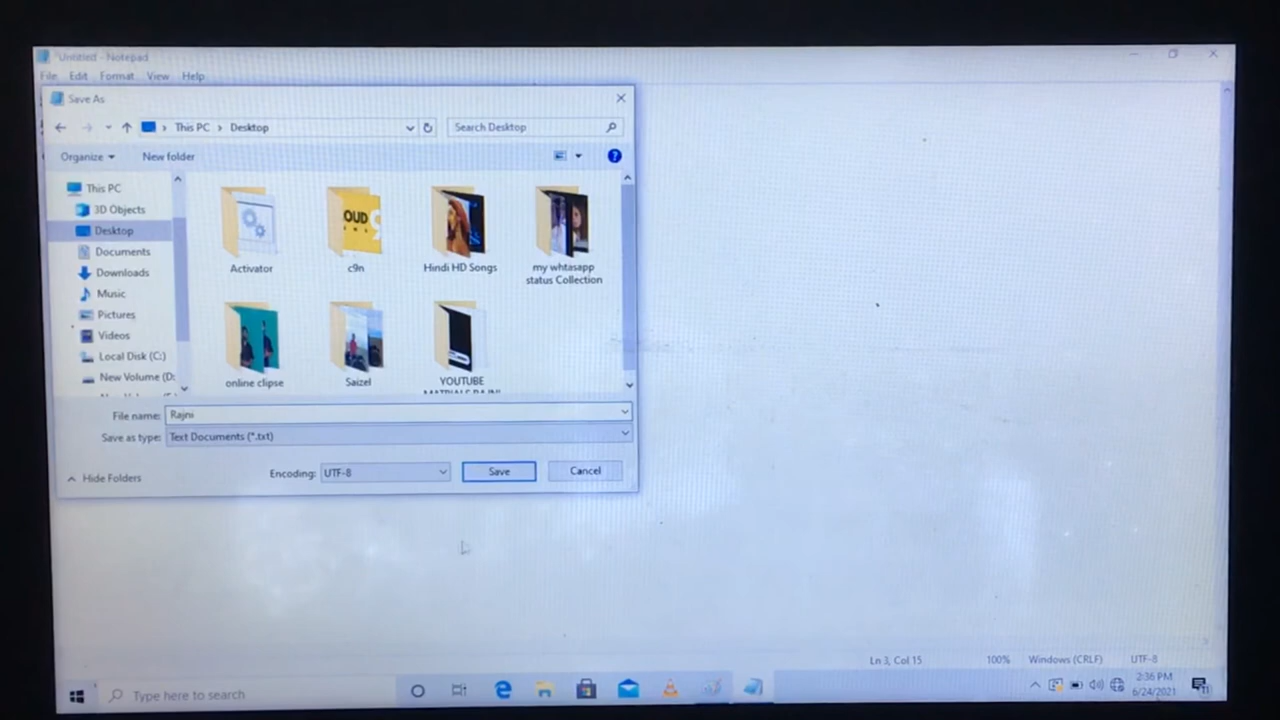 Untitled - Notepad
File Edit Format View Help
Save As
This PC > Desktop
Search Desktop
Organize
New folder
This PC
3D Objects
Desktop
Documents
Downloads
Music
Pictures
Videos
Local Disk (C:)
New Volume (D:
Activator
c9n
Hindi HD Songs
my whtasapp
status Collection
online clipse
Saizel
YOUTUBE
MATRIALS RAJNI
File name: Rajni
Save as type: Text Documents (*.txt)
Hide Folders
Encoding: UTF-8
Save
Cancel
Ln 3, Col 15
100%
Windows (CRLF)
UTF-8
Type here to search
2:36 PM
6/24/2021